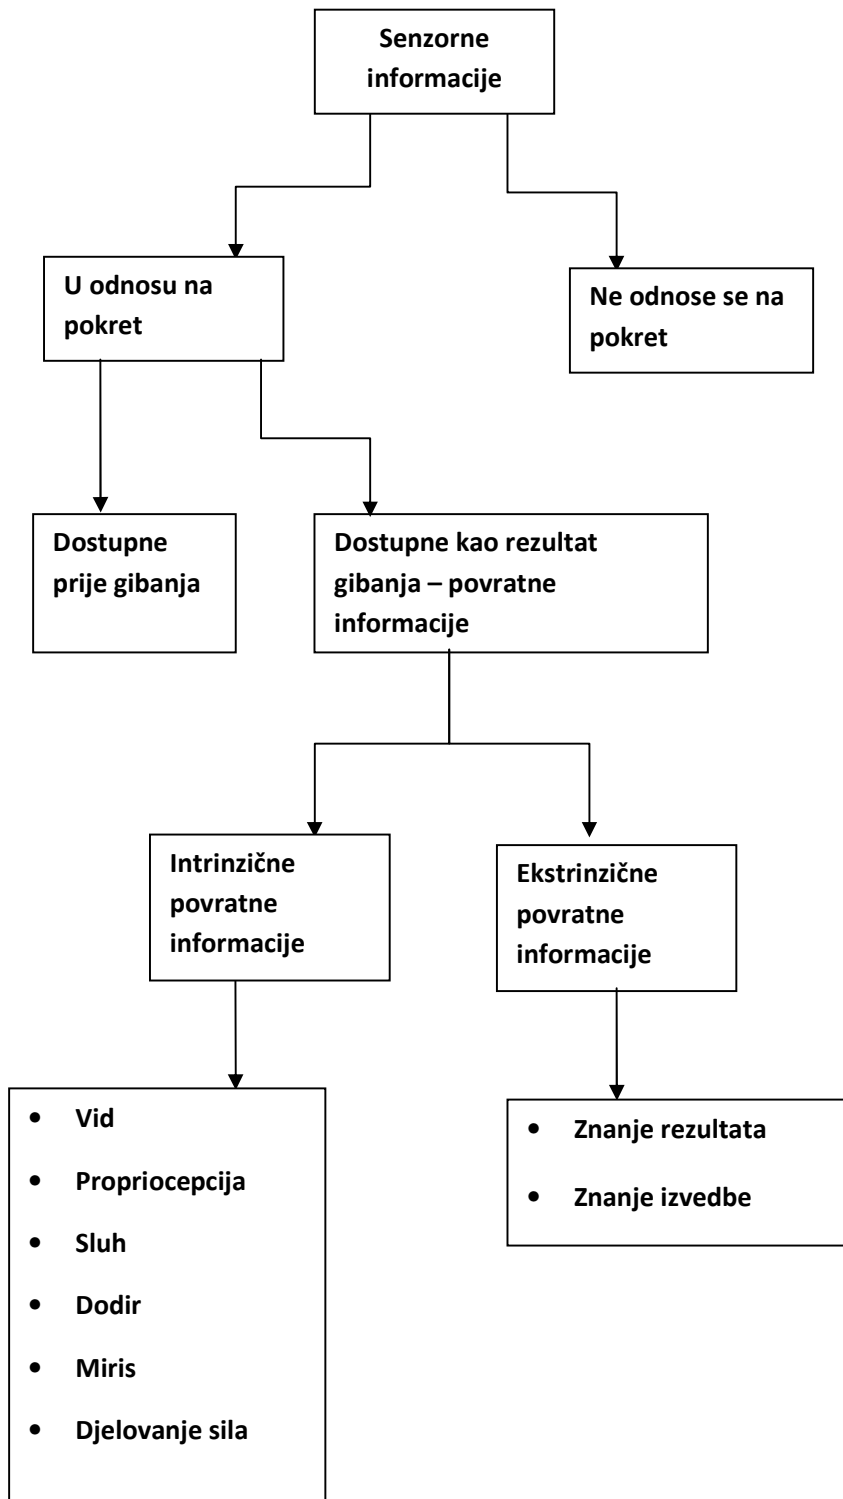 Senzorne
informacije
U odnosu na
pokret
Ne odnose se na
pokret
Dostupne
prije gibanja
Dostupne kao rezultat
gibanja – povratne
informacije
Intrinzične
povratne
informacije
Ekstrinzične
povratne
informacije
• Vid
• Propriocepcija
• Sluh
• Dodir
• Miris
• Djelovanje sila
• Znanje rezultata
• Znanje izvedbe